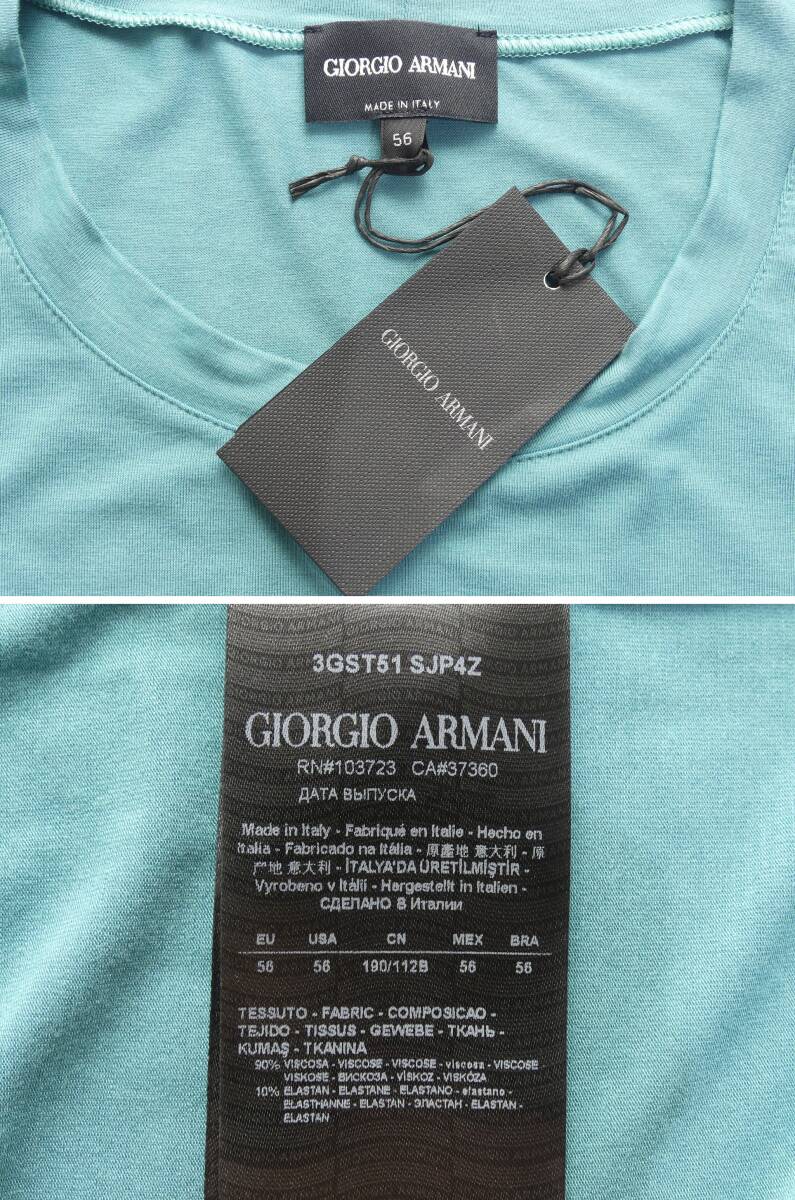 GIORGIO ARMANI
MADE IN ITALY
56
GIORGIO ARMANI
3GST51 SJP4Z
GIORGIO ARMANI
RN#103723 CA#37360
ДАТА ВЫПУСКА
Made in Italy - Fabriqué en Italie - Hecho en
Italia - Fabricado na Itália - 原產地 意大利 - 原
产地 意大利 - İTALYA'DA ÜRETİLMİŞTİR -
Vyrobeno v Itálii - Hergestellt in Italien -
СДЕЛАНО В Италии
EU USA CN MEX BRA
56 56 190/112B 56 56
TESSUTO - FABRIC - COMPOSICAO -
TEJIDO - TISSUS - GEWEBE - ТКАНЬ -
KUMAŞ - TKANINA
90% VISCOSA - VISCOSE - VISCOSE - viscosa - VISCOSE -
VISKOSE - ВИСКОЗА - VİSKOZ - VISKÓZA
10% ELASTAN - ELASTANE - ELASTANO - elastano -
ELASTHANNE - ELASTAN - ЭЛАСТАН - ELASTAN -
ELASTAN